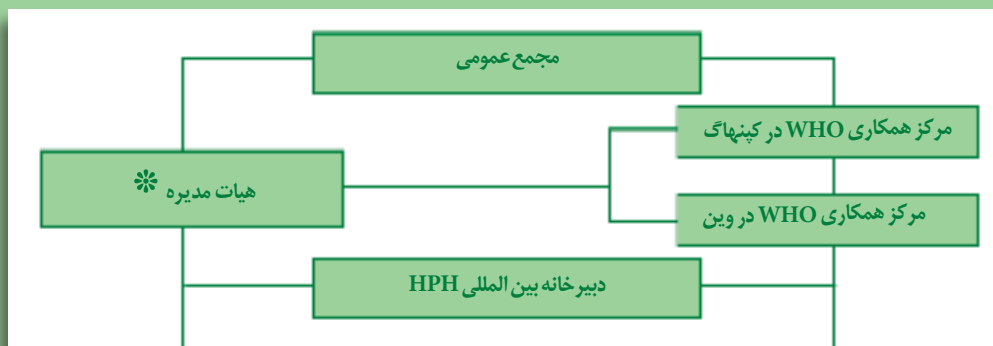 مجمع عمومی
مرکز همکاری WHO در کپنهاگ
هیات مدیره *
مرکز همکاری WHO در وین
دبیرخانه بین المللی HPH